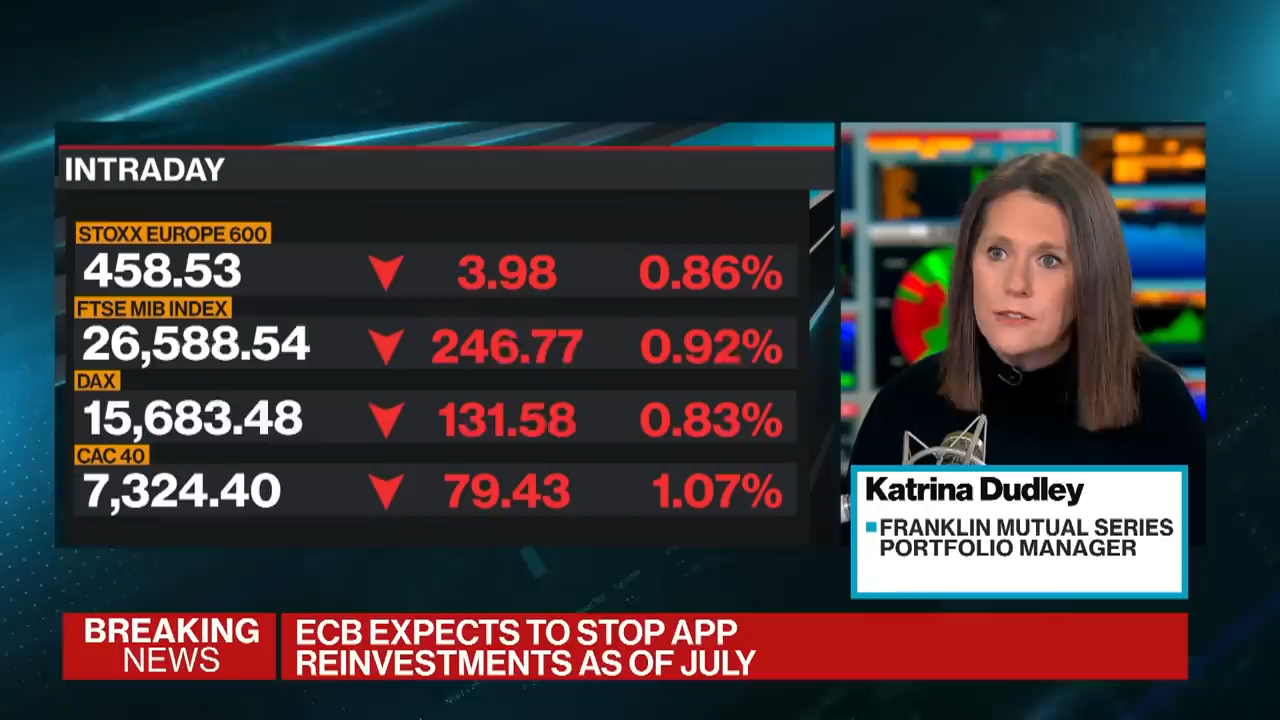 INTRADAY
STOXX EUROPE 600
458.53 3.98 0.86%
FTSE MIB INDEX
26,588.54 246.77 0.92%
DAX
15,683.48 131.58 0.83%
CAC 40
7,324.40 79.43 1.07%
Katrina Dudley
FRANKLIN MUTUAL SERIES
PORTFOLIO MANAGER
BREAKING
NEWS
ECB EXPECTS TO STOP APP
REINVESTMENTS AS OF JULY